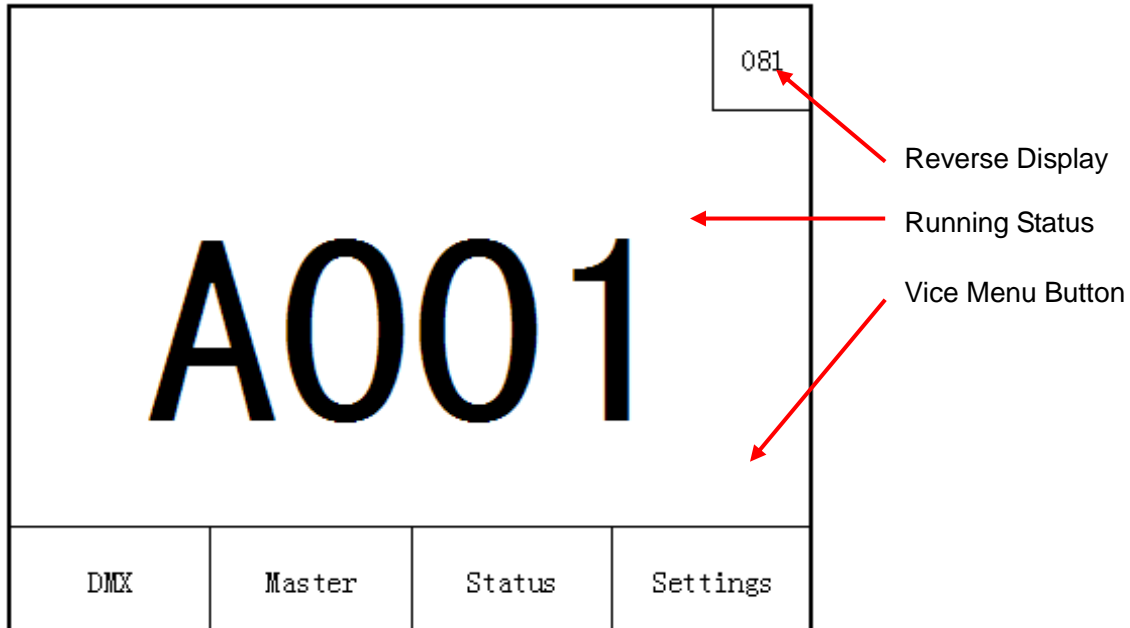 081
Reverse Display
Running Status
A001
Vice Menu Button
DMX Master Status Settings